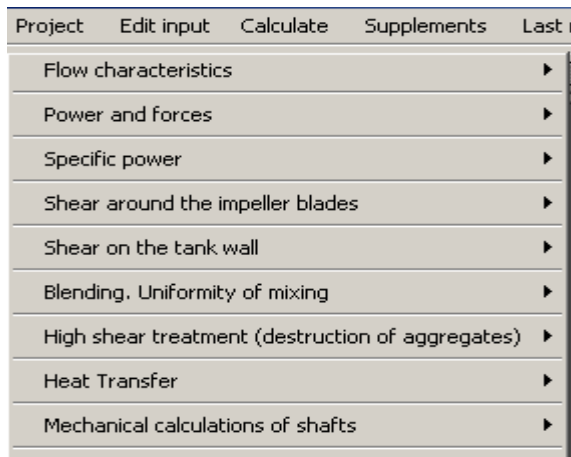 Project Edit input Calculate Supplements Last
Flow characteristics
Power and forces
Specific power
Shear around the impeller blades
Shear on the tank wall
Blending. Uniformity of mixing
High shear treatment (destruction of aggregates)
Heat Transfer
Mechanical calculations of shafts